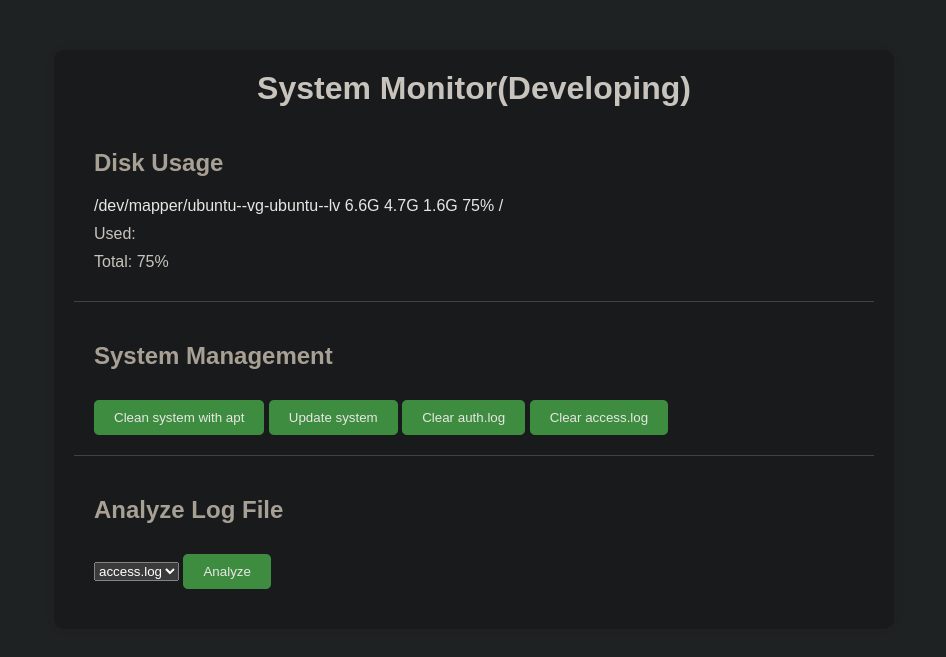 System Monitor(Developing)
Disk Usage
/dev/mapper/ubuntu--vg-ubuntu--lv 6.6G 4.7G 1.6G 75% /
Used:
Total: 75%
System Management
Clean system with apt Update system Clear auth.log Clear access.log
Analyze Log File
access.log Analyze